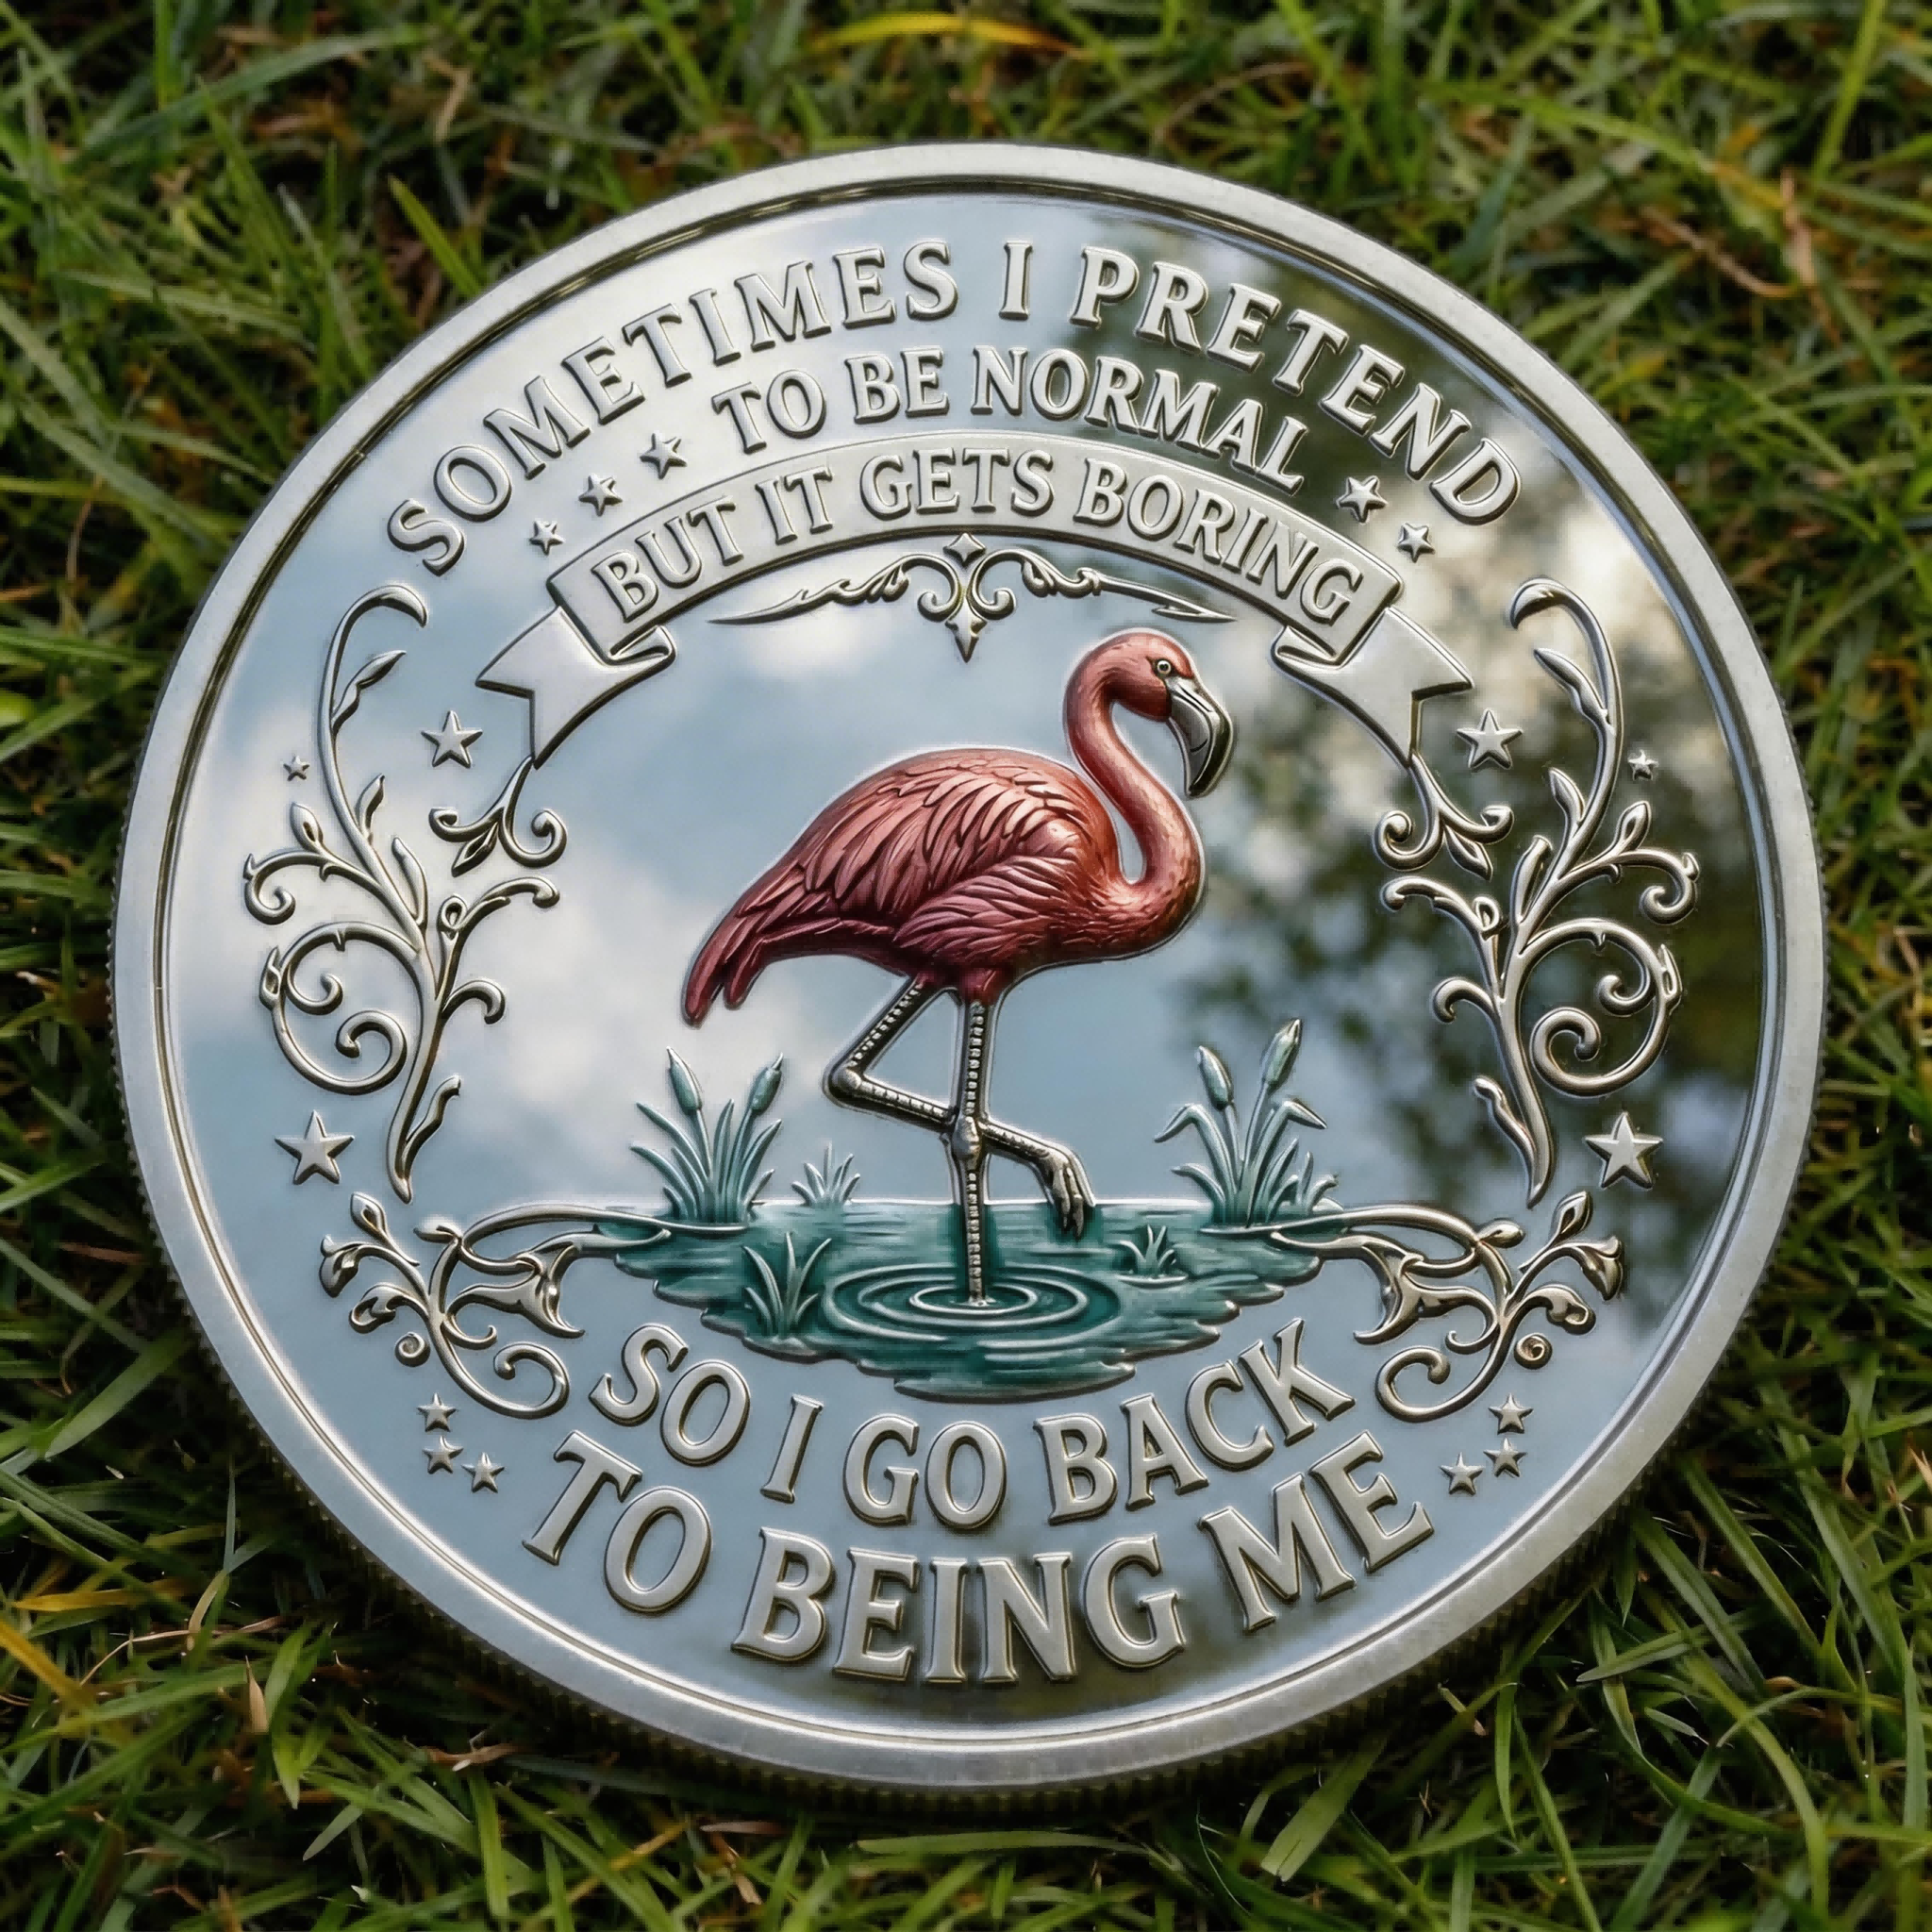 SOMETIMES I PRETEND
TO BE NORMAL
BUT IT GETS BORING
SO I GO BACK
TO BEING ME